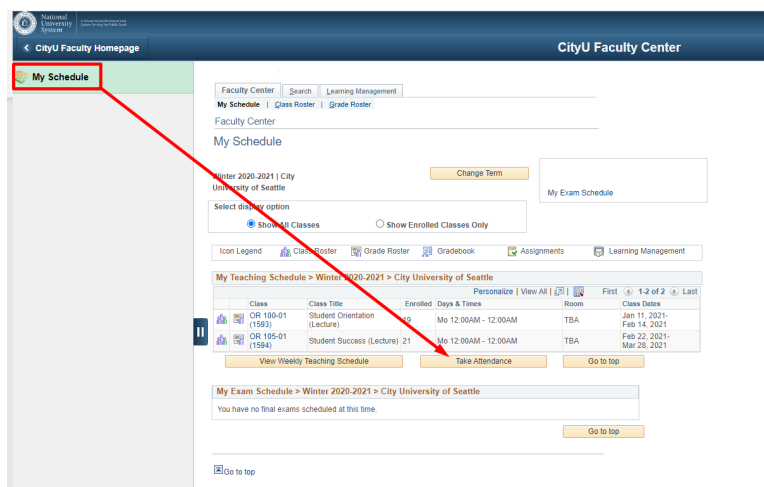 National
University
System
CityU Faculty Homepage
CityU Faculty Center
My Schedule
Faculty Center
Search
Learning Management
My Schedule | Class Roster | Grade Roster
Faculty Center
My Schedule
Winter 2020-2021 | City
University of Seattle
Change Term
My Exam Schedule
Select display option
Show All Classes
Show Enrolled Classes Only
Icon Legend
Class Roster
Grade Roster
Gradebook
Assignments
Learning Management
My Teaching Schedule > Winter 2020-2021 > City University of Seattle
Personalize | View All | First 1-2 of 2 Last
Class Class Title Enrolled Days & Times Room Class Dates
OR 100-01
(1593)
Student Orientation
(Lecture)
19
Mo 12:00AM - 12:00AM
TBA
Jan 11, 2021-
Feb 14, 2021
OR 105-01
(1594)
Student Success (Lecture)
21
Mo 12:00AM - 12:00AM
TBA
Feb 22, 2021-
Mar 28, 2021
View Weekly Teaching Schedule
Take Attendance
Go to top
My Exam Schedule > Winter 2020-2021 > City University of Seattle
You have no final exams scheduled at this time.
Go to top
Go to top